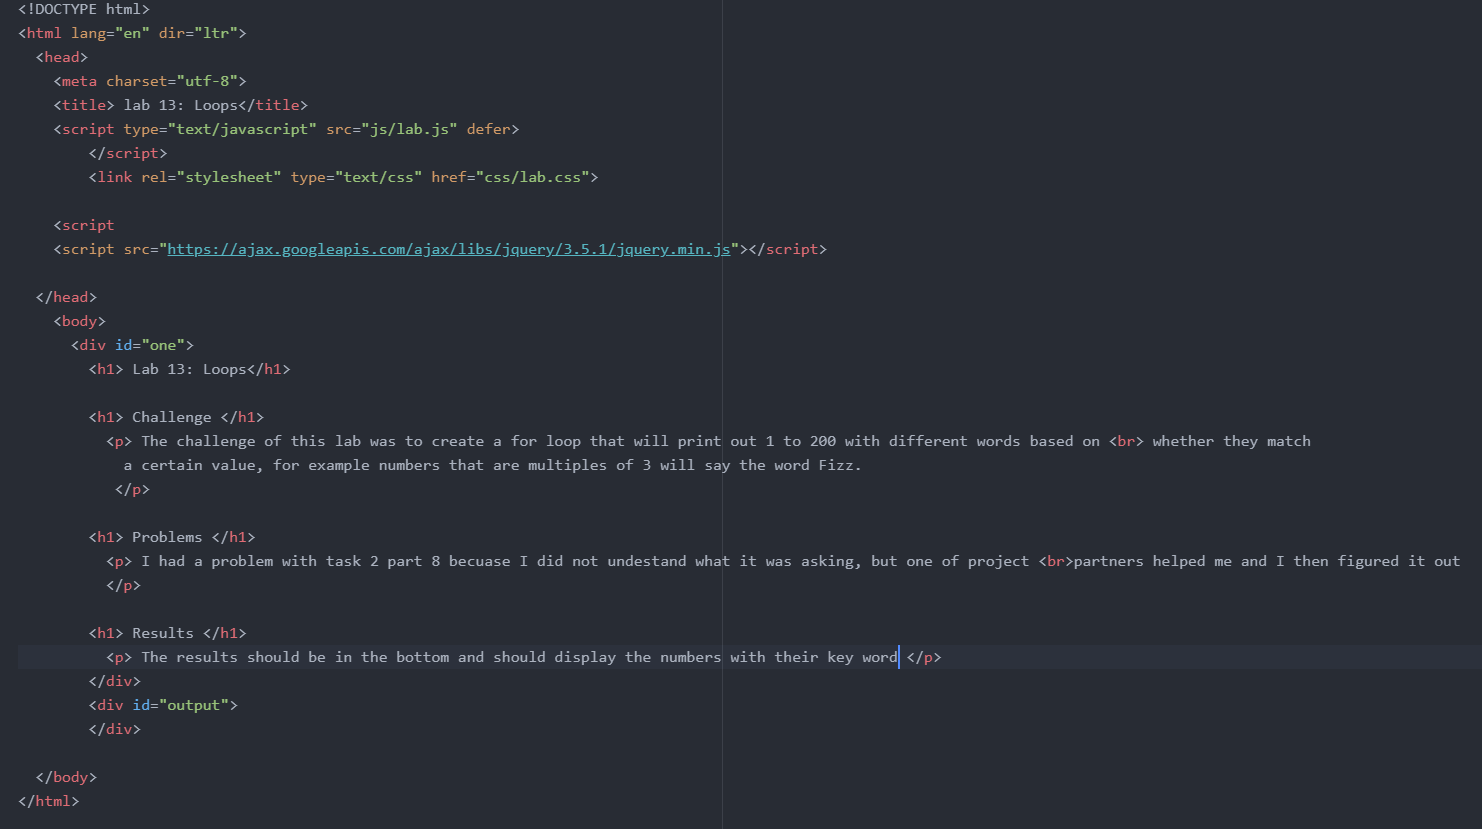 <!DOCTYPE html>
<html lang="en" dir="ltr">
<head>
<meta charset="utf-8">
<title> lab 13: Loops</title>
<script type="text/javascript" src="js/lab.js" defer>
</script>
<link rel="stylesheet" type="text/css" href="css/lab.css">
<script
<script src="https://ajax.googleapis.com/ajax/libs/jquery/3.5.1/jquery.min.js"></script>
</head>
<body>
<div id="one">
<h1> Lab 13: Loops</h1>
<h1> Challenge </h1>
<p> The challenge of this lab was to create a for loop that will print out 1 to 200 with different words based on <br> whether they match
a certain value, for example numbers that are multiples of 3 will say the word Fizz.
</p>
<h1> Problems </h1>
<p> I had a problem with task 2 part 8 becuase I did not undestand what it was asking, but one of project <br>partners helped me and I then figured it out
</p>
<h1> Results </h1>
<p> The results should be in the bottom and should display the numbers with their key word </p>
</div>
<div id="output">
</div>
</body>
</html>